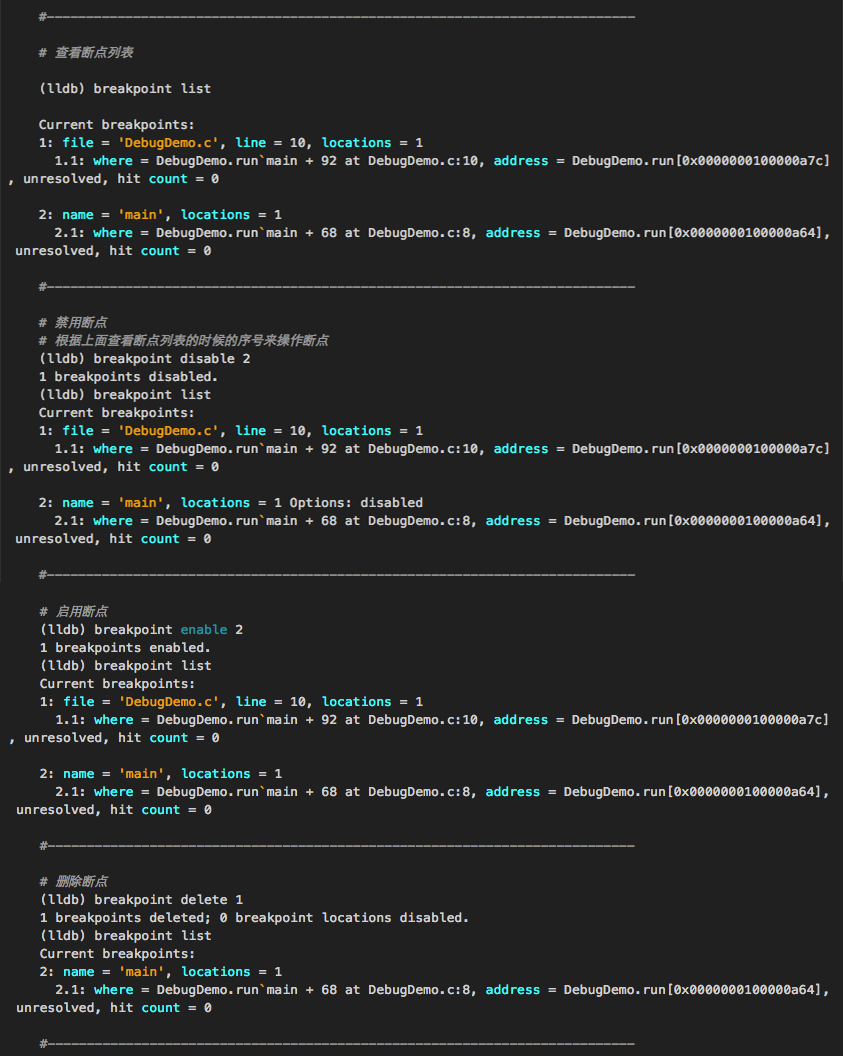 #---------------------------------------------------------------------------
# 查看断点列表
(lldb) breakpoint list
Current breakpoints:
1: file = 'DebugDemo.c', line = 10, locations = 1
1.1: where = DebugDemo.run`main + 92 at DebugDemo.c:10, address = DebugDemo.run[0x0000000100000a7c]
, unresolved, hit count = 0
2: name = 'main', locations = 1
2.1: where = DebugDemo.run`main + 68 at DebugDemo.c:8, address = DebugDemo.run[0x0000000100000a64],
unresolved, hit count = 0
#---------------------------------------------------------------------------
# 禁用断点
# 根据上面查看断点列表的时候的序号来操作断点
(lldb) breakpoint disable 2
1 breakpoints disabled.
(lldb) breakpoint list
Current breakpoints:
1: file = 'DebugDemo.c', line = 10, locations = 1
1.1: where = DebugDemo.run`main + 92 at DebugDemo.c:10, address = DebugDemo.run[0x0000000100000a7c]
, unresolved, hit count = 0
2: name = 'main', locations = 1 Options: disabled
2.1: where = DebugDemo.run`main + 68 at DebugDemo.c:8, address = DebugDemo.run[0x0000000100000a64],
unresolved, hit count = 0
#---------------------------------------------------------------------------
# 启用断点
(lldb) breakpoint enable 2
1 breakpoints enabled.
(lldb) breakpoint list
Current breakpoints:
1: file = 'DebugDemo.c', line = 10, locations = 1
1.1: where = DebugDemo.run`main + 92 at DebugDemo.c:10, address = DebugDemo.run[0x0000000100000a7c]
, unresolved, hit count = 0
2: name = 'main', locations = 1
2.1: where = DebugDemo.run`main + 68 at DebugDemo.c:8, address = DebugDemo.run[0x0000000100000a64],
unresolved, hit count = 0
#---------------------------------------------------------------------------
# 删除断点
(lldb) breakpoint delete 1
1 breakpoints deleted; 0 breakpoint locations disabled.
(lldb) breakpoint list
Current breakpoints:
2: name = 'main', locations = 1
2.1: where = DebugDemo.run`main + 68 at DebugDemo.c:8, address = DebugDemo.run[0x0000000100000a64],
unresolved, hit count = 0
#---------------------------------------------------------------------------